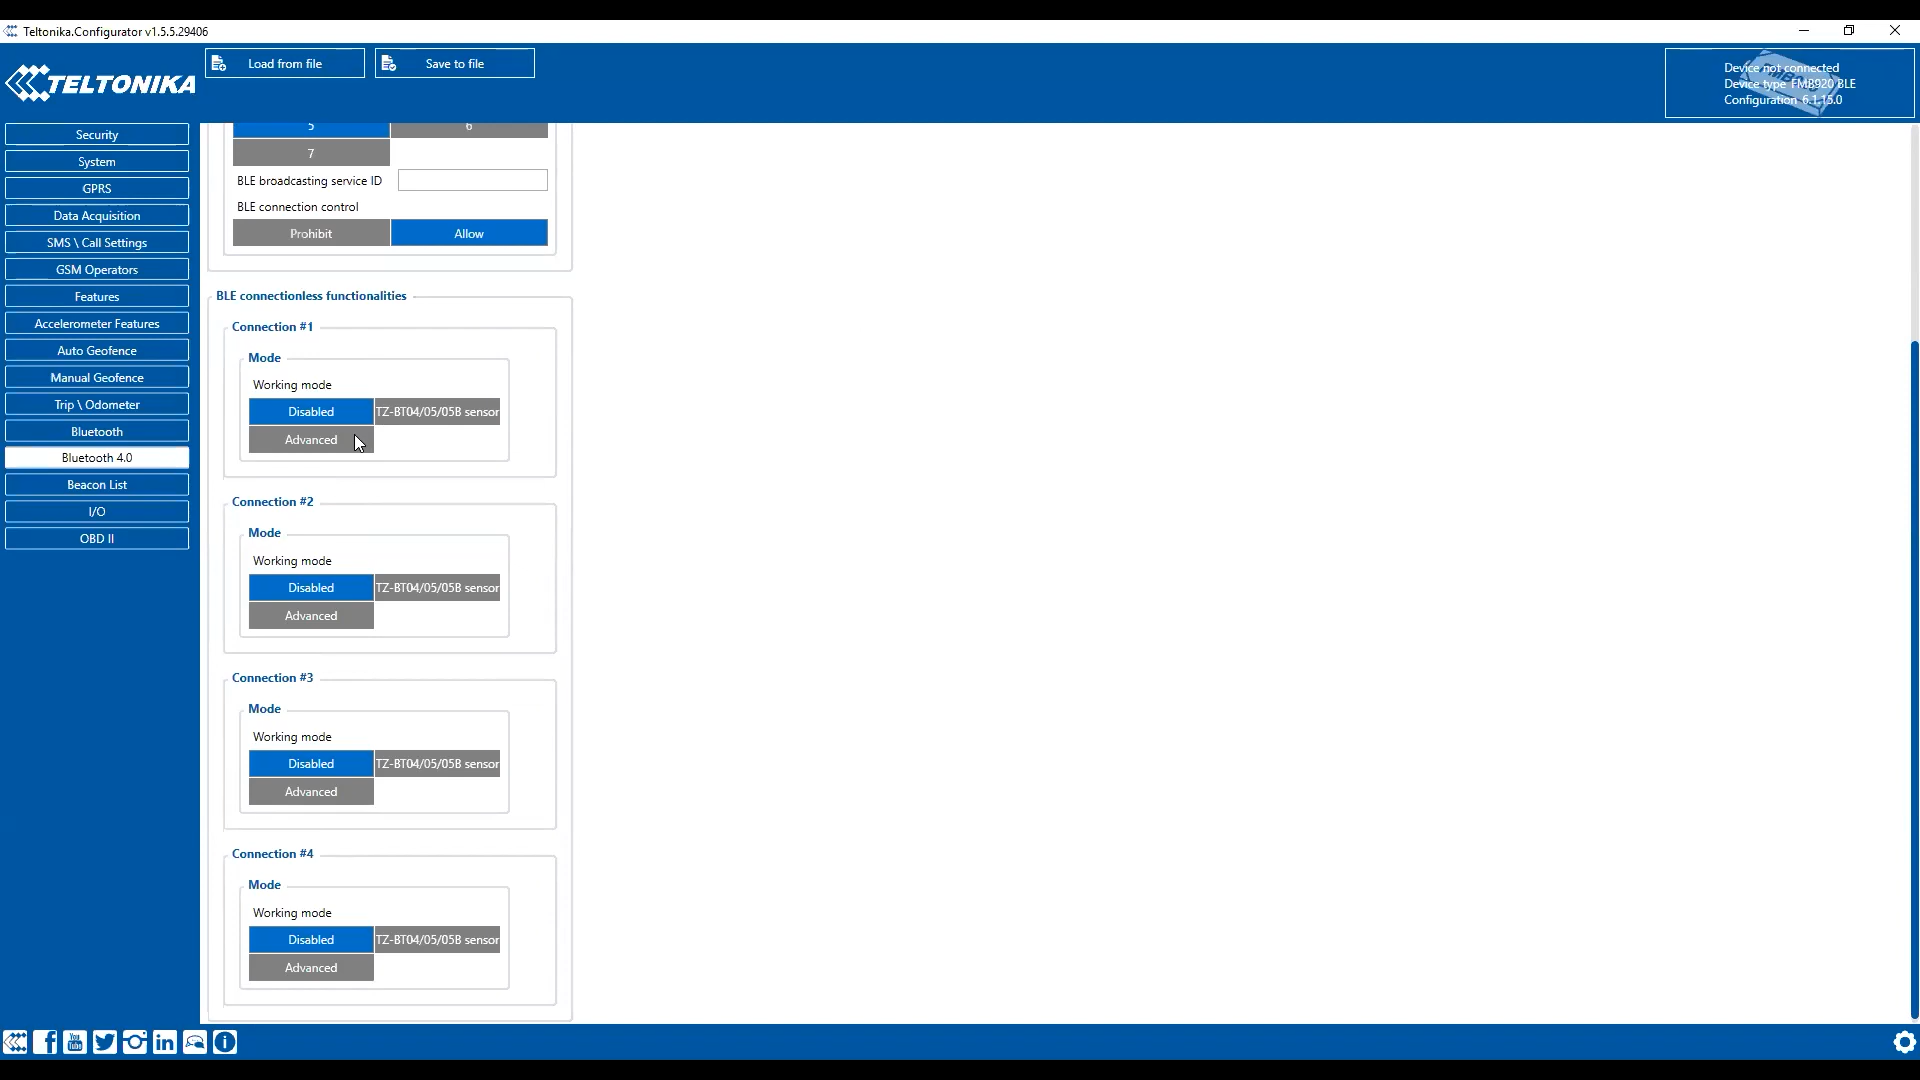 Teltonika.Configurator v1.5.5.29406
Load from file
Save to file
TELTONIKA
Device not connected
Device type FMB920 BLE
Configuration 6.1.15.0
Security
System
GPRS
Data Acquisition
SMS \ Call Settings
GSM Operators
Features
Accelerometer Features
Auto Geofence
Manual Geofence
Trip \ Odometer
Bluetooth
Bluetooth 4.0
Beacon List
I/O
OBD II
5
6
7
BLE broadcasting service ID
BLE connection control
Prohibit
Allow
BLE connectionless functionalities
Connection #1
Mode
Working mode
Disabled
TZ-BT04/05/05B sensor
Advanced
Connection #2
Mode
Working mode
Disabled
TZ-BT04/05/05B sensor
Advanced
Connection #3
Mode
Working mode
Disabled
TZ-BT04/05/05B sensor
Advanced
Connection #4
Mode
Working mode
Disabled
TZ-BT04/05/05B sensor
Advanced
You
Tube
in